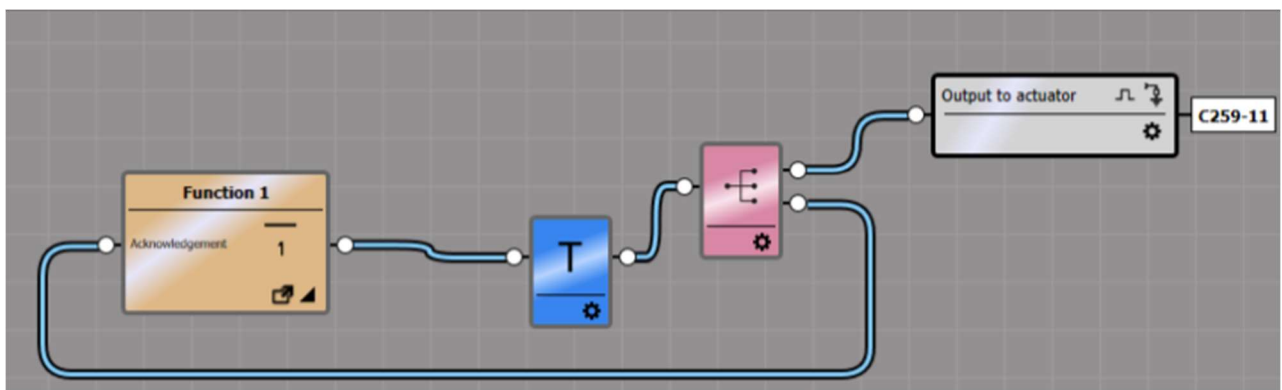 Output to actuator
C259-11
Function 1
Acknowledgement
1
T